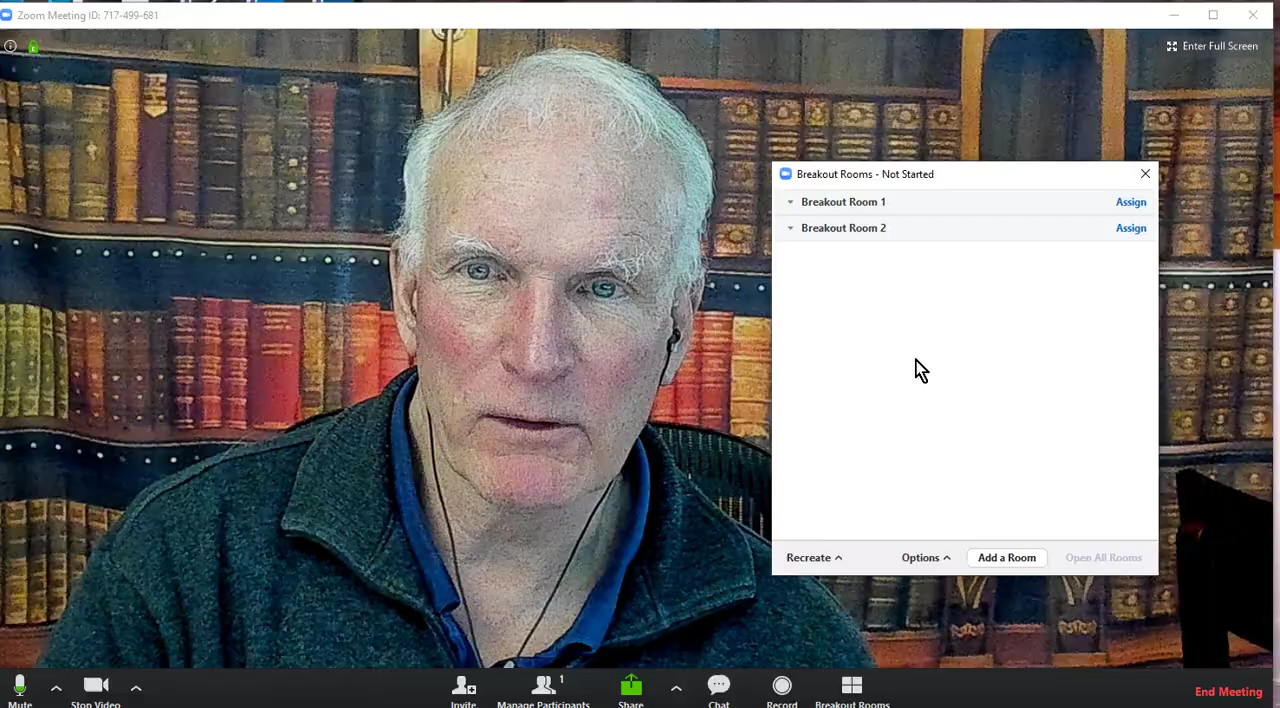 Zoom Meeting ID: 717-499-681
Enter Full Screen
Breakout Rooms - Not Started
Breakout Room 1 Assign
Breakout Room 2 Assign
Recreate Options Add a Room Open All Rooms
1
Mute Stop Video Invite Manage Participants Share Chat Record Breakout Rooms End Meeting